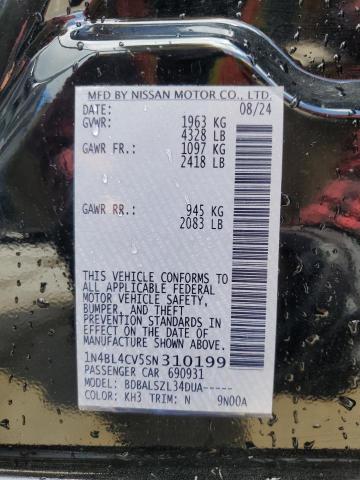 MFD BY NISSAN MOTOR CO., LTD.
DATE: 08/24
GVWR: 1963 KG
4328 LB
GAWR FR: 1097 KG
2418 LB
GAWR RR: 945 KG
2083 LB
THIS VEHICLE CONFORMS TO
ALL APPLICABLE FEDERAL
MOTOR VEHICLE SAFETY,
BUMPER, AND THEFT
PREVENTION STANDARDS
IN EFFECT ON THE DATE OF
MANUFACTURE SHOWN ABOVE.
1N4BL4CV5SN310199
PASSENGER CAR 690931
MODEL: BDBALSZL34DUA-----
COLOR: KH3 TRIM: N 9N00A